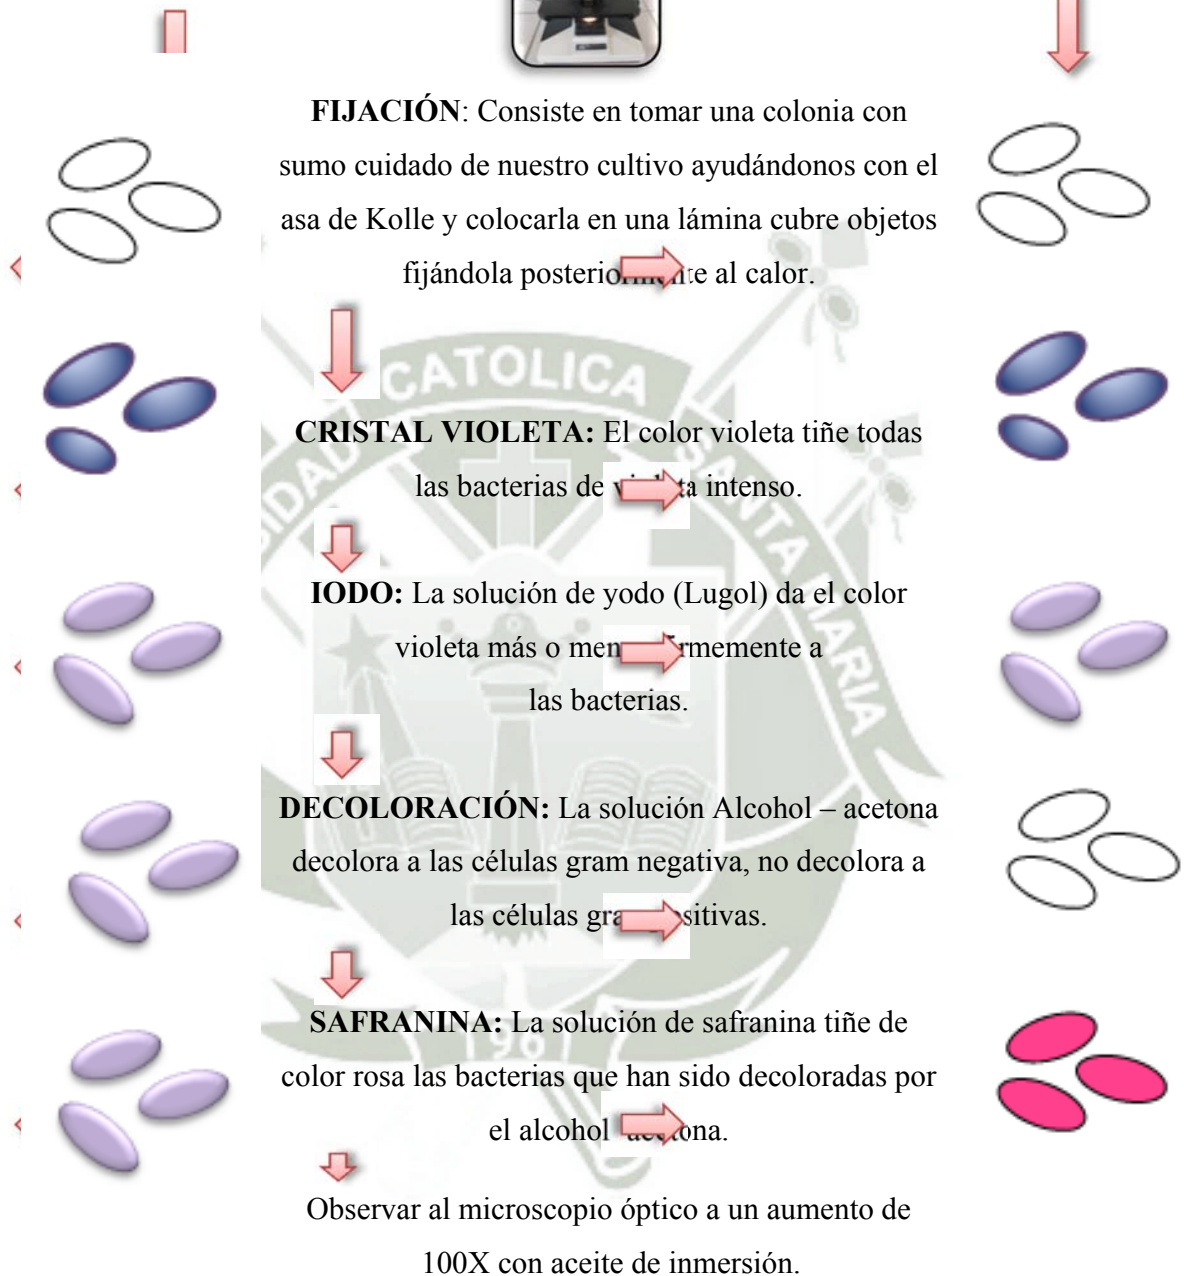 FIJACIÓN: Consiste en tomar una colonia con
sumo cuidado de nuestro cultivo ayudándonos con el
asa de Kolle y colocarla en una lámina cubre objetos
fijándola al calor.
CATOLICA
CRISTAL VIOLETA: El color violeta tiñe todas
las bacterias de intenso.
SANTA MARIA
IODO: La solución de yodo (Lugol) da el color
violeta más o a
las bacterias.
DECOLORACIÓN: La solución Alcohol – acetona
decolora a las células gram negativa, no decolora a
las células
SAFRANINA: La solución de safranina tiñe de
color rosa las bacterias que han sido decoloradas por
el alcohol
Observar al microscopio óptico a un aumento de
100X con aceite de inmersión.